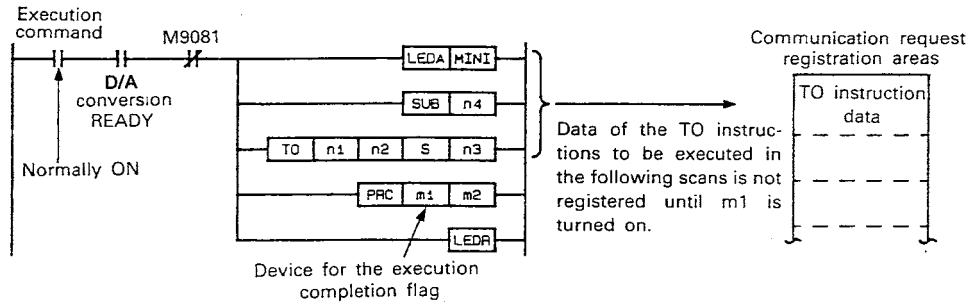 Execution
command
M9081
D/A
conversion
READY
Normally ON
LEDA MINI
SUB n4
TO n1 n2 S n3
PRC m1 m2
LEDR
Device for the execution
completion flag
Data of the TO instruc-
tions to be executed in
the following scans is not
registered until m1 is
turned on.
Communication request
registration areas
TO instruction
data